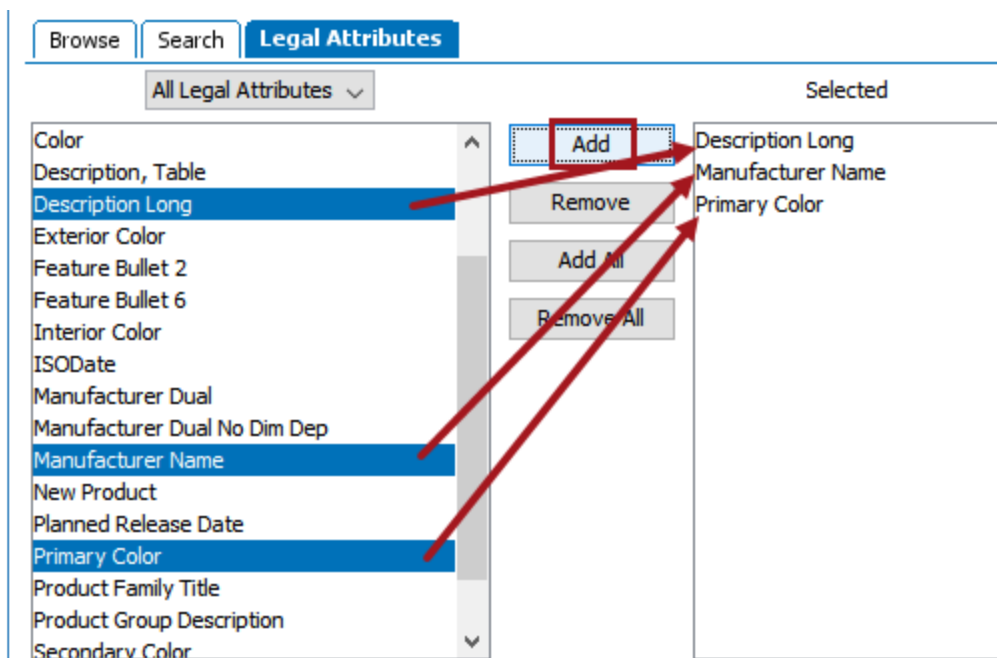 Browse Search Legal Attributes
All Legal Attributes
Selected
Color
Description, Table
Description Long
Exterior Color
Feature Bullet 2
Feature Bullet 6
Interior Color
ISODate
Manufacturer Dual
Manufacturer Dual No Dim Dep
Manufacturer Name
New Product
Planned Release Date
Primary Color
Product Family Title
Product Group Description
Secondary Color
Add
Remove
Add All
Remove All
Description Long
Manufacturer Name
Primary Color